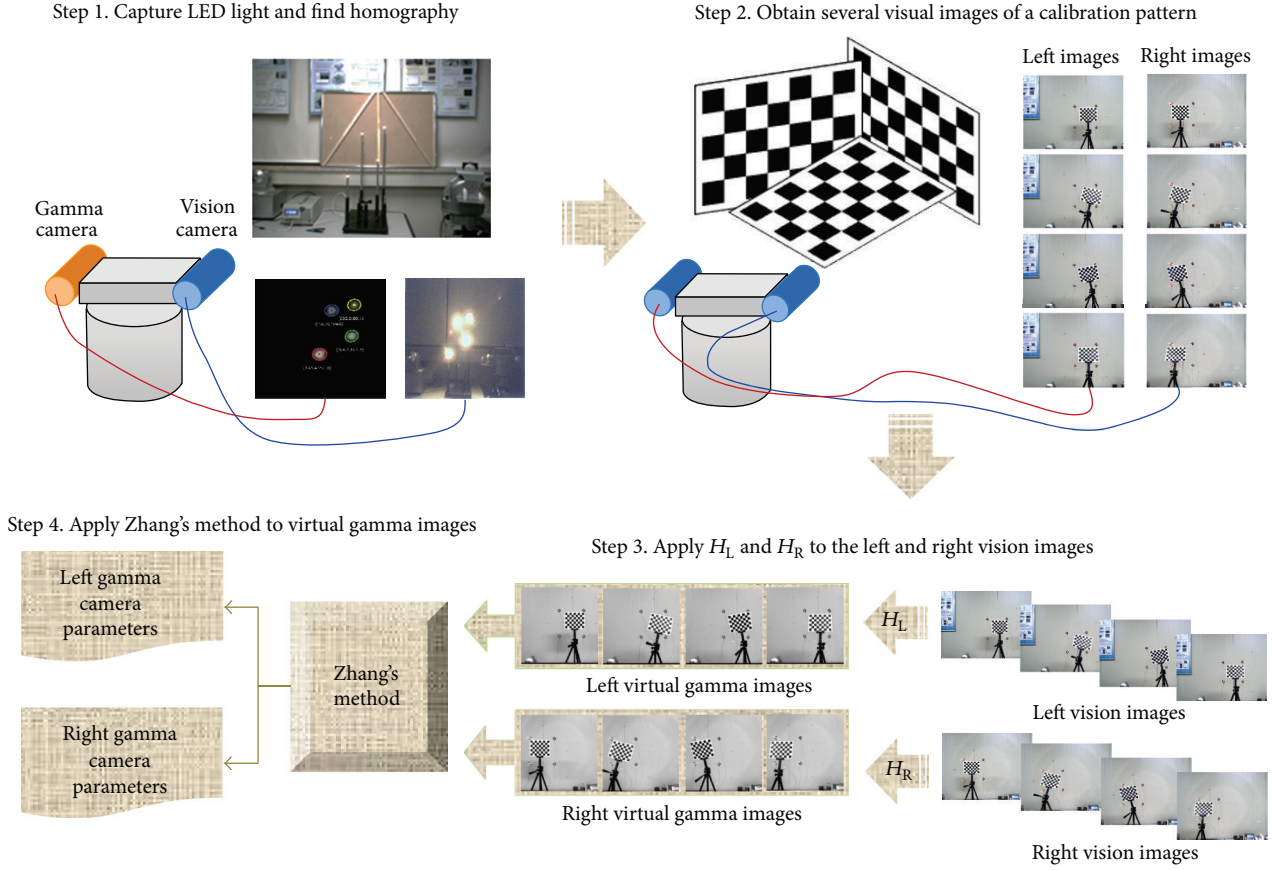 Step 1. Capture LED light and find homography
Gamma
camera
Vision
camera
Step 2. Obtain several visual images of a calibration pattern
Left images
Right images
Step 3. Apply H_L and H_R to the left and right vision images
H_L
Left virtual gamma images
Left vision images
H_R
Right virtual gamma images
Right vision images
Step 4. Apply Zhang's method to virtual gamma images
Zhang's
method
Left gamma
camera
parameters
Right gamma
camera
parameters